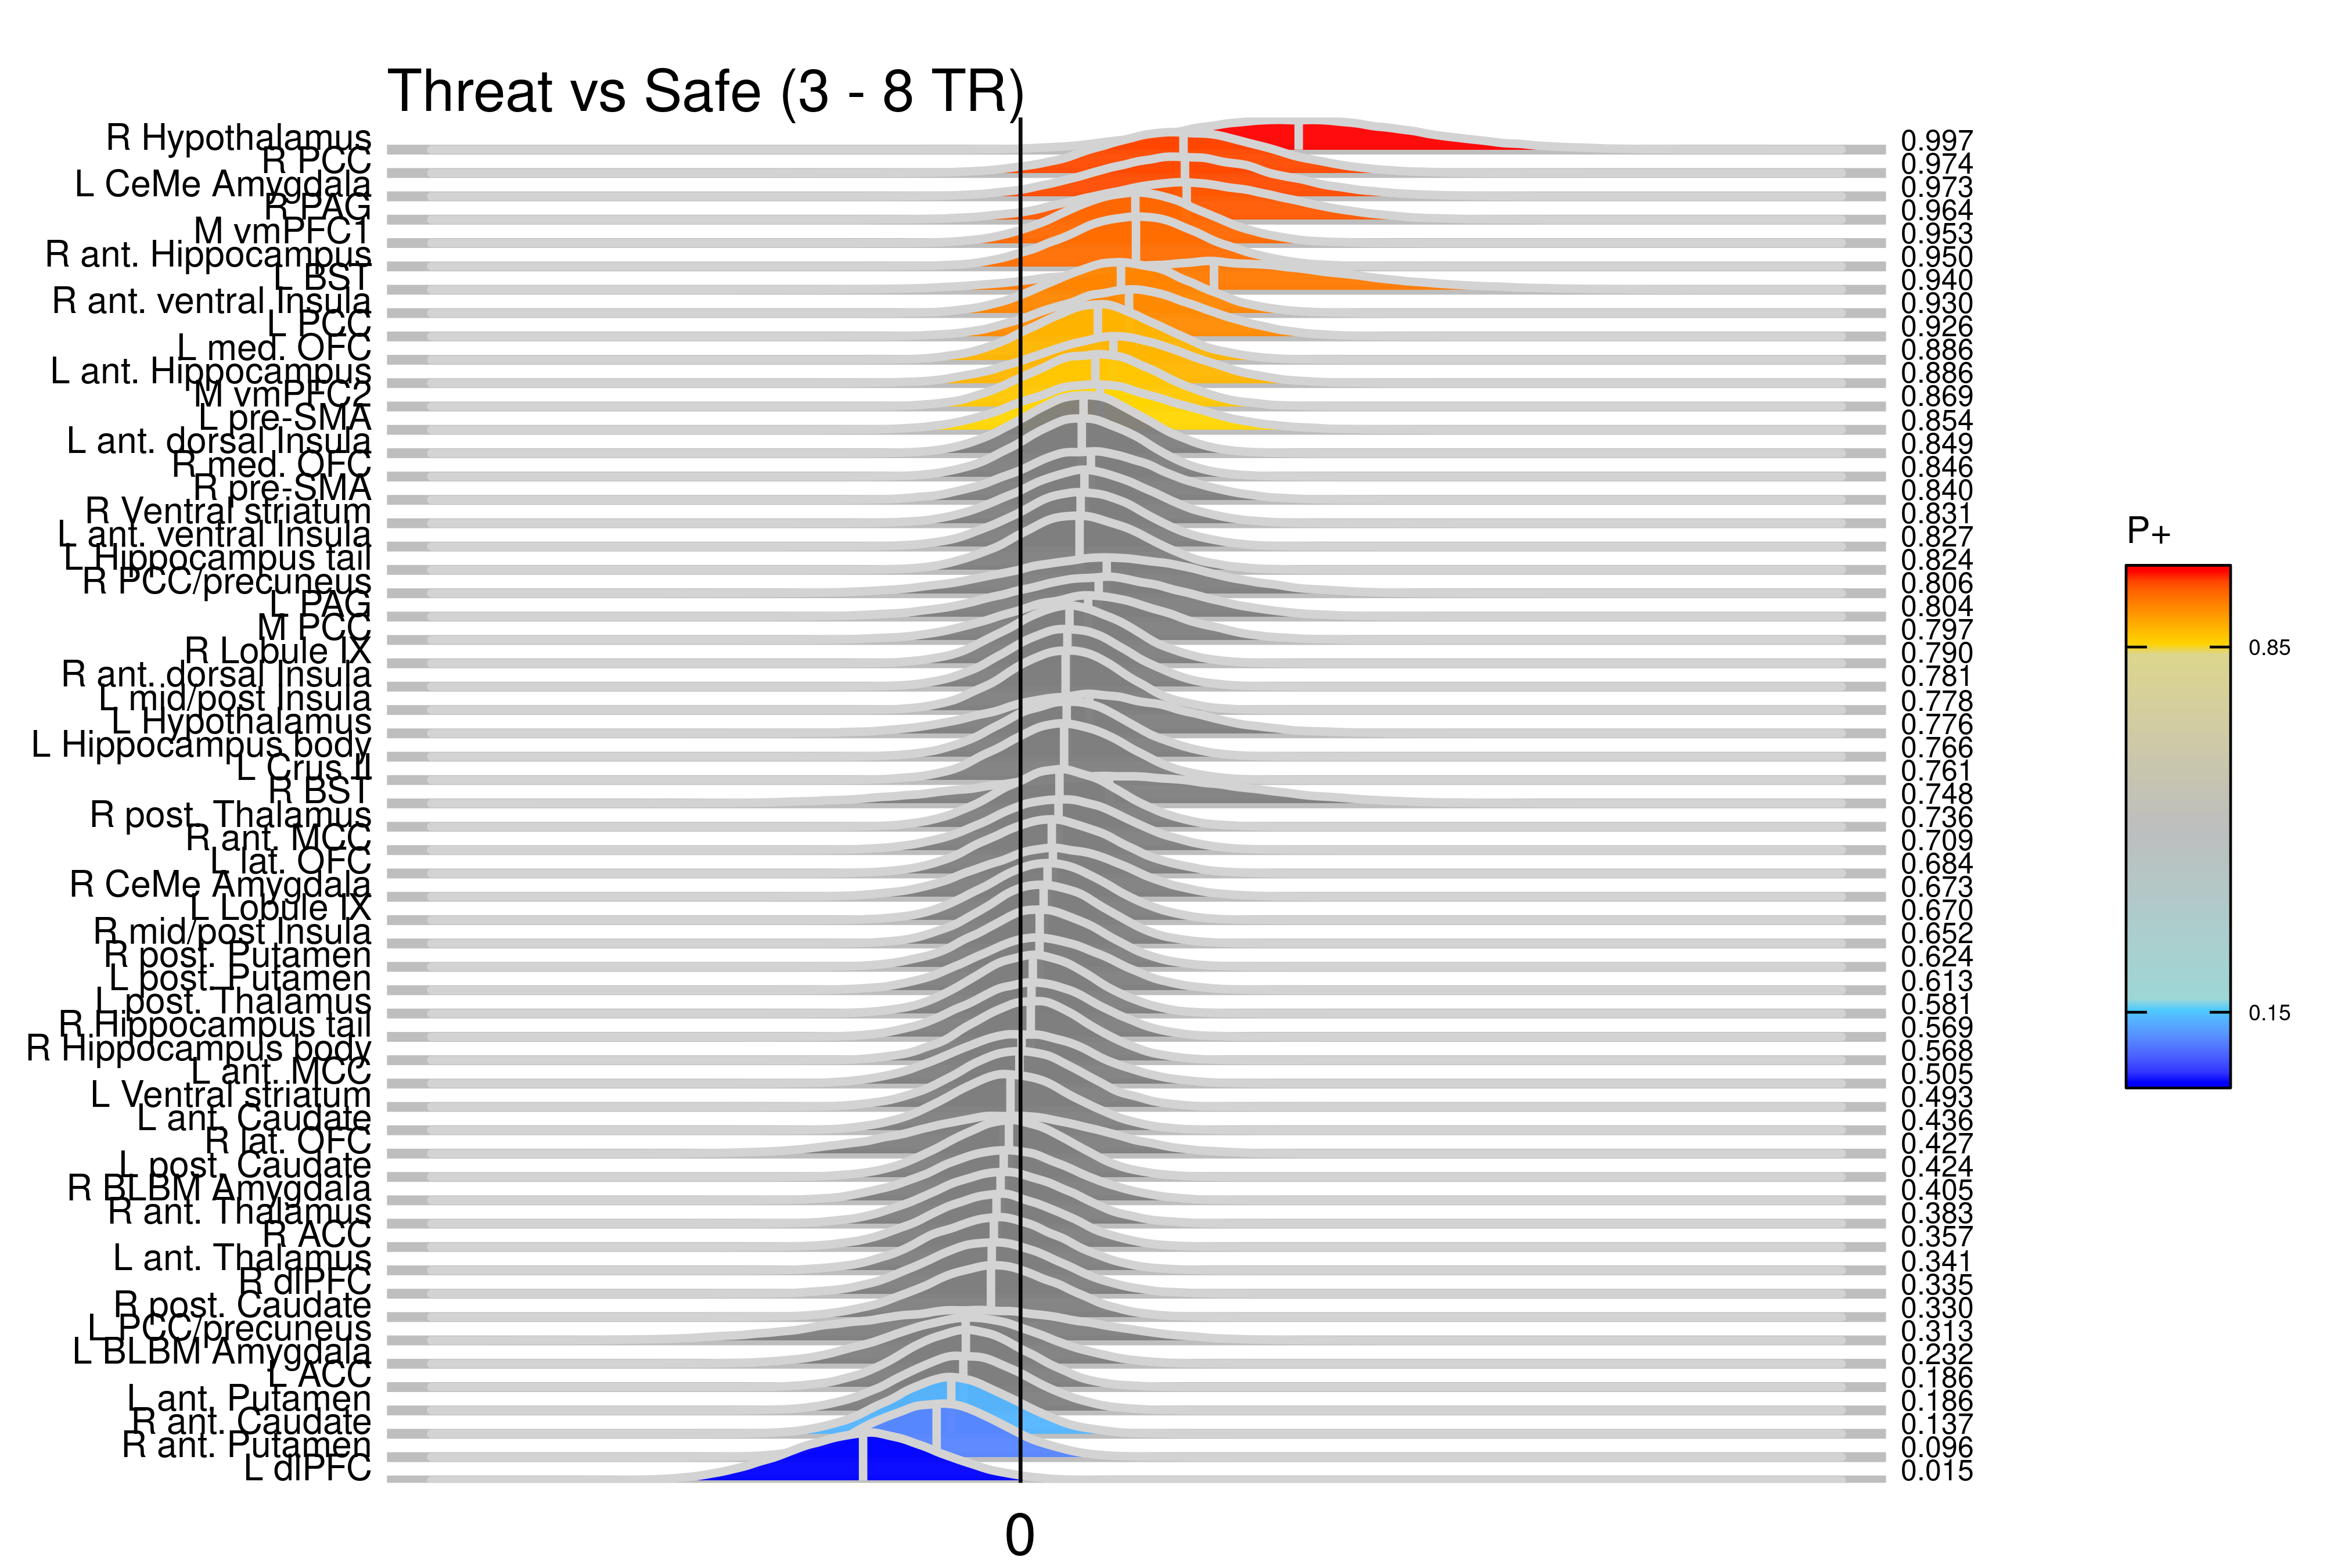 Threat vs Safe (3 - 8 TR)
R Hypothalamus 0.997
R PCC 0.974
L CeMe Amygdala 0.973
R PAG 0.964
M vmPFC1 0.953
R ant. Hippocampus 0.950
L BST 0.940
R ant. ventral Insula 0.930
L PCC 0.926
L med. OFC 0.886
L ant. Hippocampus 0.886
M vmPFC2 0.869
L pre-SMA 0.854
L ant. dorsal Insula 0.849
R med. OFC 0.846
R pre-SMA 0.840
R Ventral striatum 0.831
L ant. ventral Insula 0.827
L Hippocampus tail 0.824
R PCC/precuneus 0.806
L PAG 0.804
M PCC 0.797
R Lobule IX 0.790
R ant. dorsal Insula 0.781
L mid/post Insula 0.778
L Hypothalamus 0.776
L Hippocampus body 0.766
L Crus II 0.761
R BST 0.748
R post. Thalamus 0.736
R ant. MCC 0.709
L lat. OFC 0.684
R CeMe Amygdala 0.673
L Lobule IX 0.670
R mid/post Insula 0.652
R post. Putamen 0.624
L post. Putamen 0.613
L post. Thalamus 0.581
R Hippocampus tail 0.569
R Hippocampus body 0.568
L ant. MCC 0.505
L Ventral striatum 0.493
L ant. Caudate 0.436
R lat. OFC 0.427
L post. Caudate 0.424
R BLBM Amygdala 0.405
R ant. Thalamus 0.383
R ACC 0.357
L ant. Thalamus 0.341
R dlPFC 0.335
R post. Caudate 0.330
L PCC/precuneus 0.313
L BLBM Amygdala 0.232
L ACC 0.186
L ant. Putamen 0.186
R ant. Caudate 0.137
R ant. Putamen 0.096
L dlPFC 0.015
0
P+
0.85
0.15